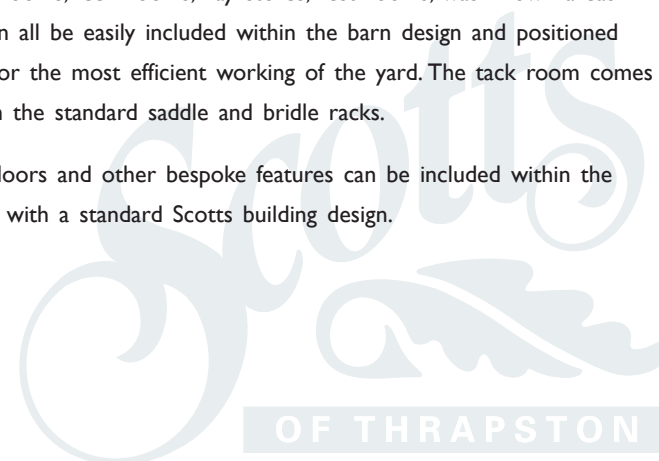 n all be easily included within the barn design and positioned
or the most efficient working of the yard. The tack room comes
the standard saddle and bridle racks.
loors and other bespoke features can be included within the
with a standard Scotts building design.
Scotts
OF THRAPSTON